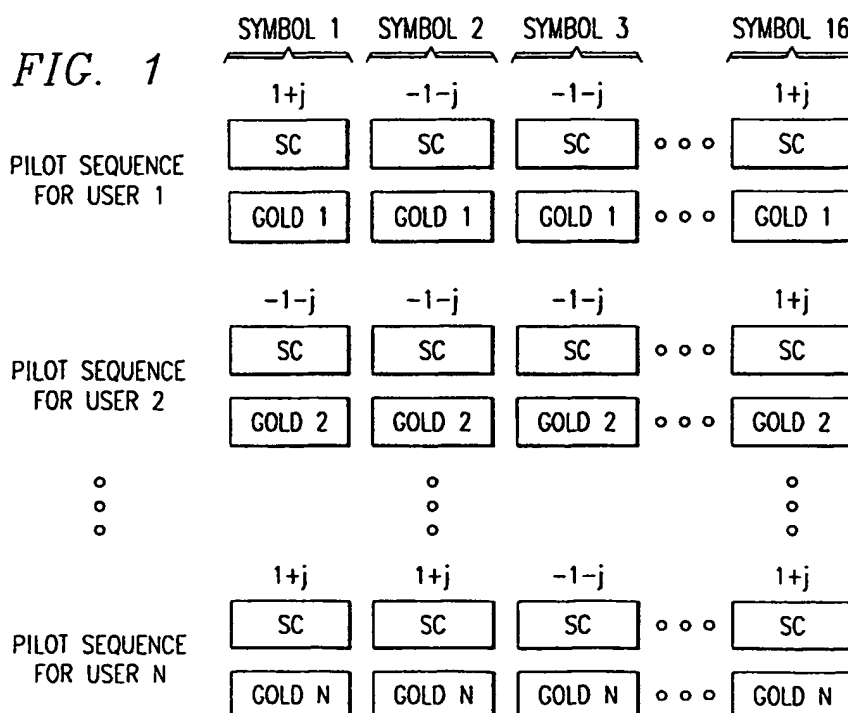 FIG. 1
SYMBOL 1 SYMBOL 2 SYMBOL 3 SYMBOL 16
1+j -1-j -1-j 1+j
PILOT SEQUENCE
FOR USER 1
SC SC SC SC
GOLD 1 GOLD 1 GOLD 1 GOLD 1
-1-j -1-j -1-j 1+j
PILOT SEQUENCE
FOR USER 2
SC SC SC SC
GOLD 2 GOLD 2 GOLD 2 GOLD 2
1+j 1+j -1-j 1+j
PILOT SEQUENCE
FOR USER N
SC SC SC SC
GOLD N GOLD N GOLD N GOLD N